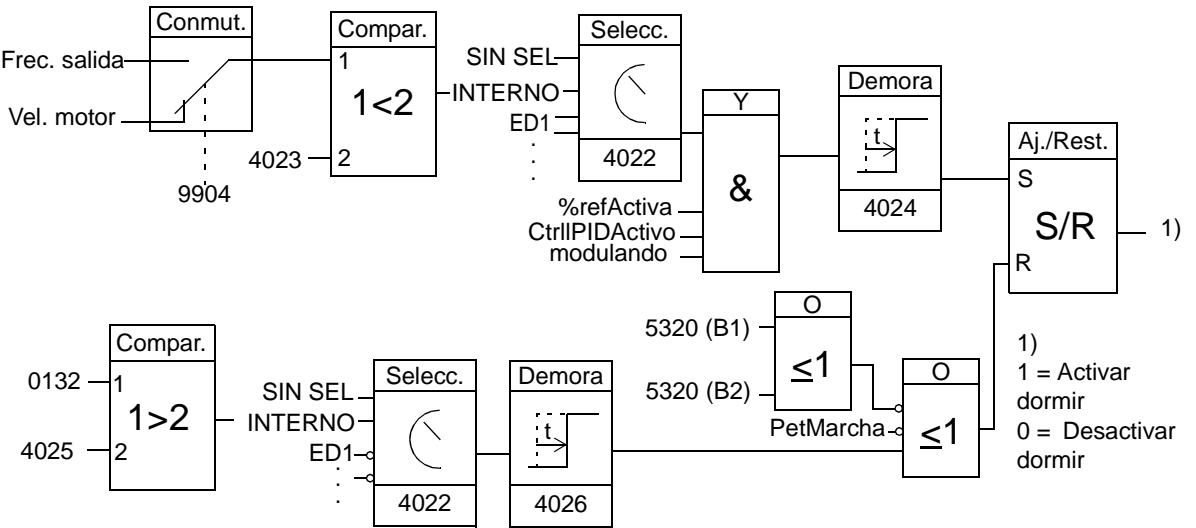 Conmut.
Frec. salida
Vel. motor
9904
Compar.
1
1<2
4023
2
SIN SEL
INTERNO
ED1
.
.
.
Selecc.
4022
Y
&
%refActiva
CtrlIPIDActivo
modulando
Demora
t
4024
Aj./Rest.
S
S/R
R
1)
Compar.
0132
1
1>2
4025
2
SIN SEL
INTERNO
ED1
.
.
.
Selecc.
4022
Demora
t
4026
5320 (B1)
5320 (B2)
O
≤1
PetMarcha
O
≤1
1)
1 = Activar
dormir
0 = Desactivar
dormir